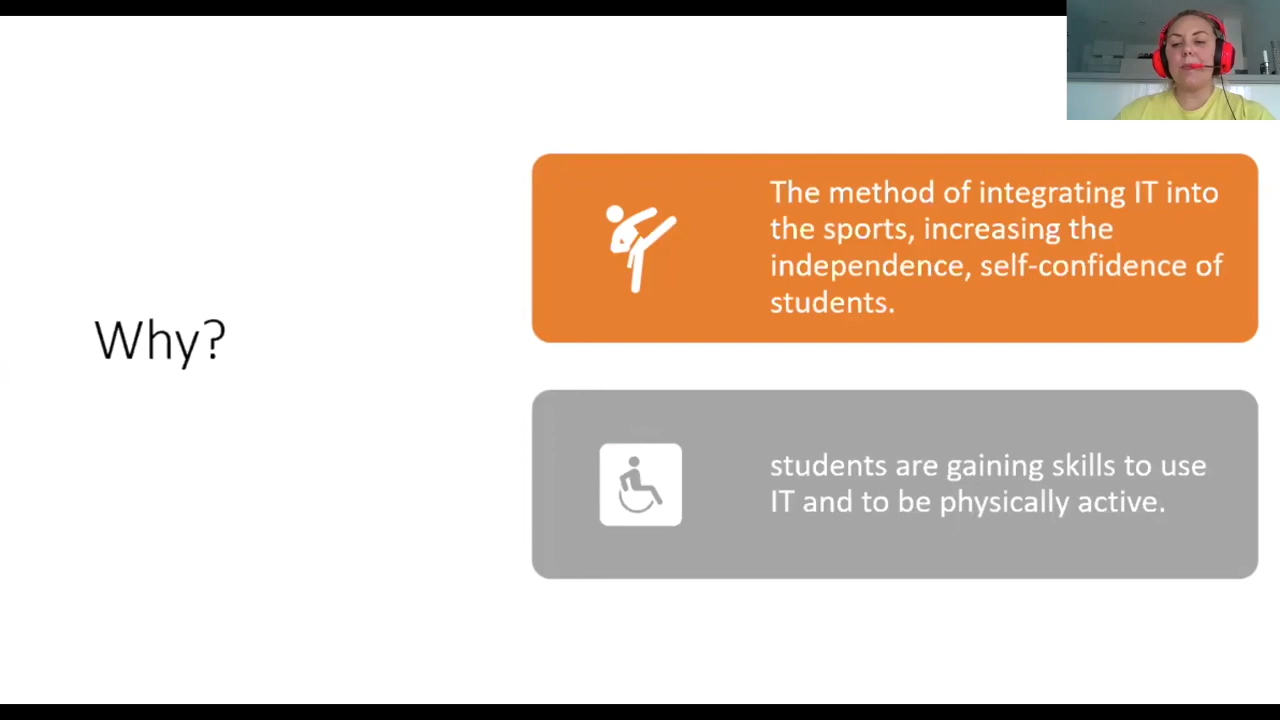 Why?
The method of integrating IT into
the sports, increasing the
independence, self-confidence of
students.
students are gaining skills to use
IT and to be physically active.